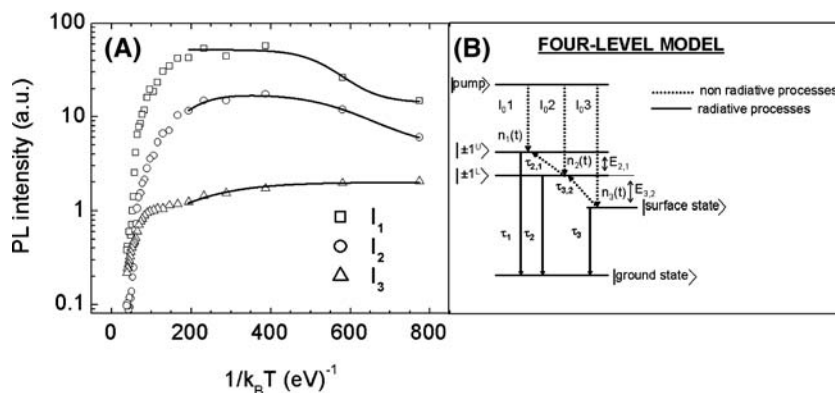 (A)
PL intensity (a.u.)
100
10
1
0.1
0 200 400 600 800
1/k_BT (eV)⁻¹
I₁
I₂
I₃
(B)
FOUR-LEVEL MODEL
|pump⟩
I₀1 I₀2 I₀3
non radiative processes
radiative processes
n₁(t)
|±1ᵁ⟩
τ₂,₁ n₂(t) E₂,₁
|±1ᴸ⟩
τ₃,₂ n₃(t) E₃,₂
|surface state⟩
τ₁ τ₂ τ₃
|ground state⟩